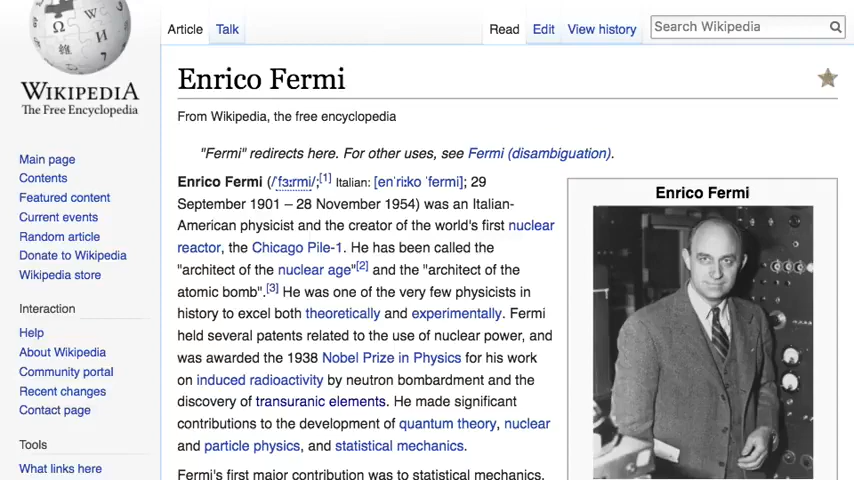 WIKIPEDIA
The Free Encyclopedia
Main page
Contents
Featured content
Current events
Random article
Donate to Wikipedia
Wikipedia store
Interaction
Help
About Wikipedia
Community portal
Recent changes
Contact page
Tools
What links here
Article Talk
Read Edit View history
Search Wikipedia
Enrico Fermi
From Wikipedia, the free encyclopedia
"Fermi" redirects here. For other uses, see Fermi (disambiguation).
Enrico Fermi (/ˈfɜːrmi/;[1] Italian: [enˈriːko ˈfermi]; 29
September 1901 – 28 November 1954) was an Italian-
American physicist and the creator of the world's first nuclear
reactor, the Chicago Pile-1. He has been called the
"architect of the nuclear age"[2] and the "architect of the
atomic bomb".[3] He was one of the very few physicists in
history to excel both theoretically and experimentally. Fermi
held several patents related to the use of nuclear power, and
was awarded the 1938 Nobel Prize in Physics for his work
on induced radioactivity by neutron bombardment and the
discovery of transuranic elements. He made significant
contributions to the development of quantum theory, nuclear
and particle physics, and statistical mechanics.
Fermi's first major contribution was to statistical mechanics.
Enrico Fermi